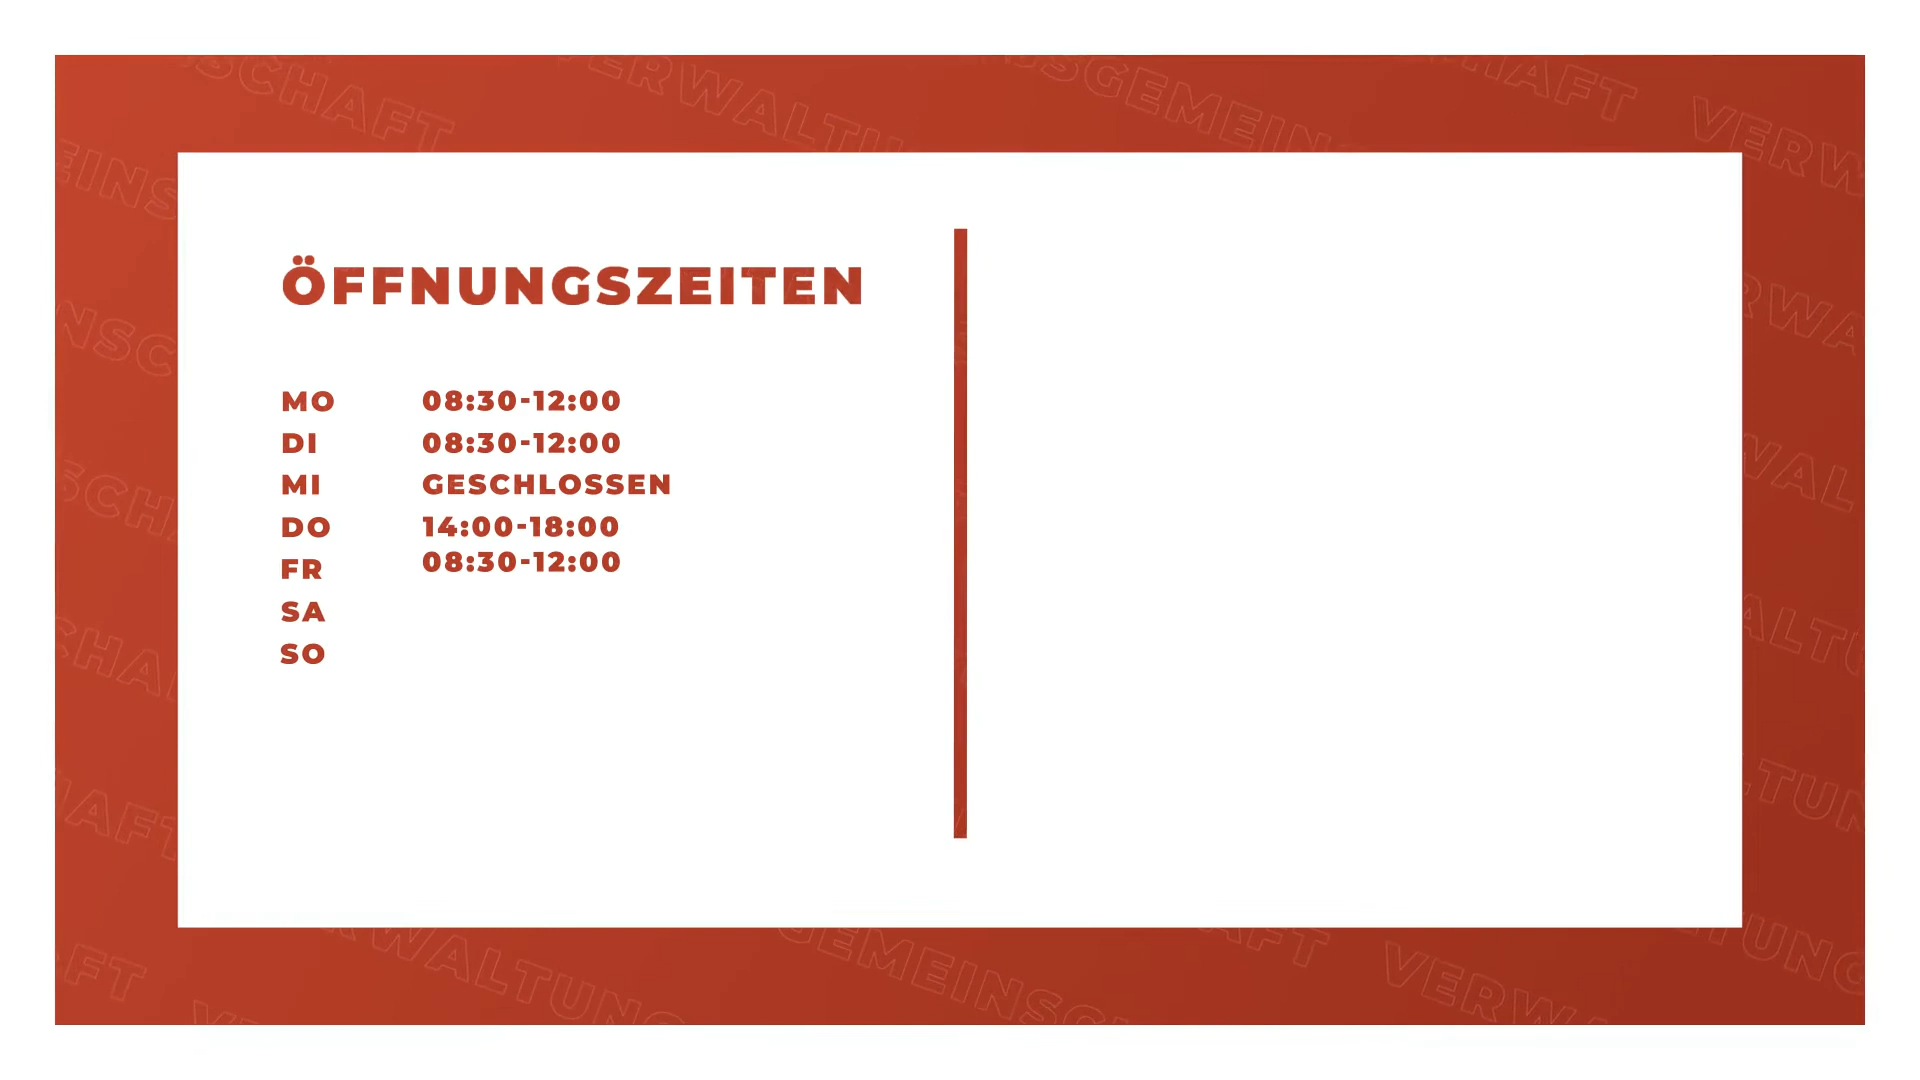 ÖFFNUNGSZEITEN
MO 08:30-12:00
DI 08:30-12:00
MI GESCHLOSSEN
DO 14:00-18:00
FR 08:30-12:00
SA
SO